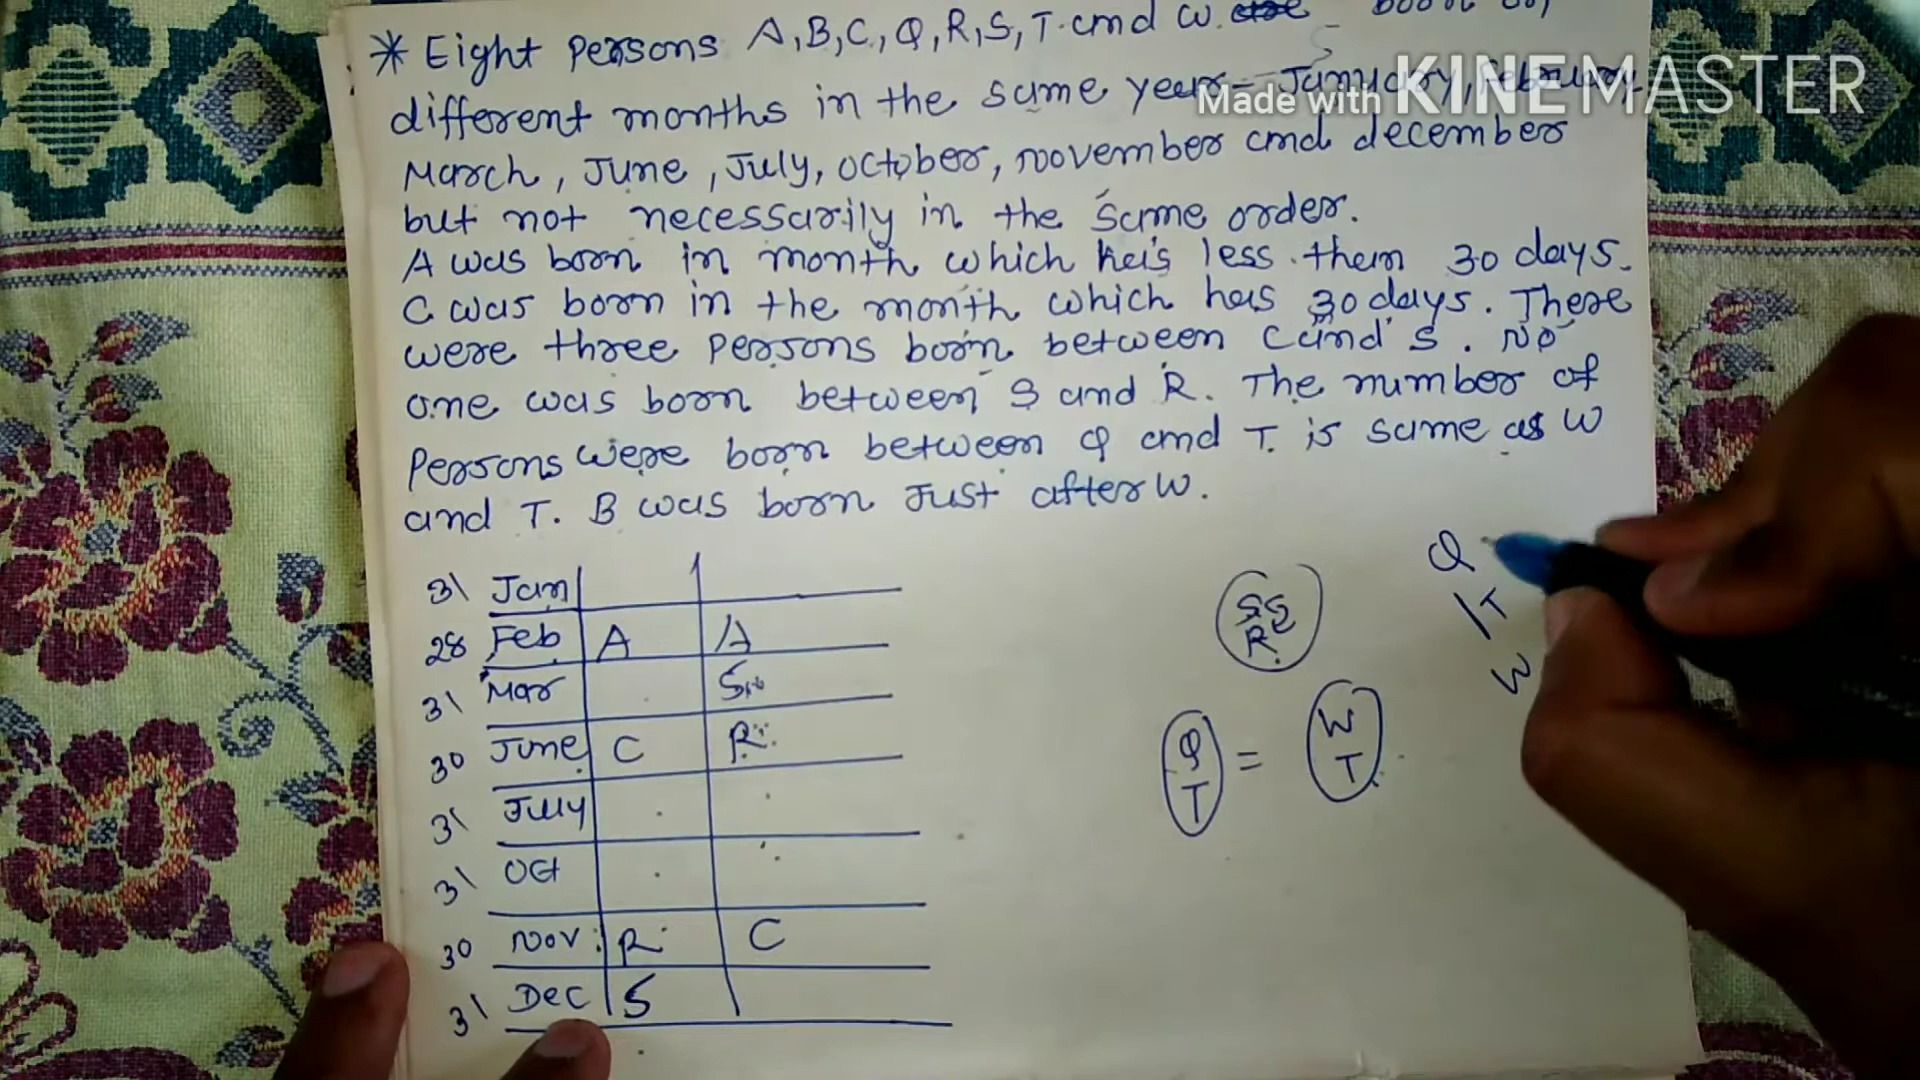 * Eight Persons A, B, C, Q, R, S, T and W.
different months in the same year - January, February,
March, June, July, october, november and december
but not necessarily in the same order.
A was born in month which has less than 30 days.
C was born in the month which has 30 days. There
were three persons born between C and S. No
one was born between S and R. The number of
Persons were born between Q and T. is same as W
and T. B was born Just after W.
Made with KINEMASTER
31 Jan
28 Feb A A
31 Mar S
30 June C R
31 July
31 Oct
30 Nov R C
31 Dec S
S S
R
Q
T
=
W
T
Q
T
W